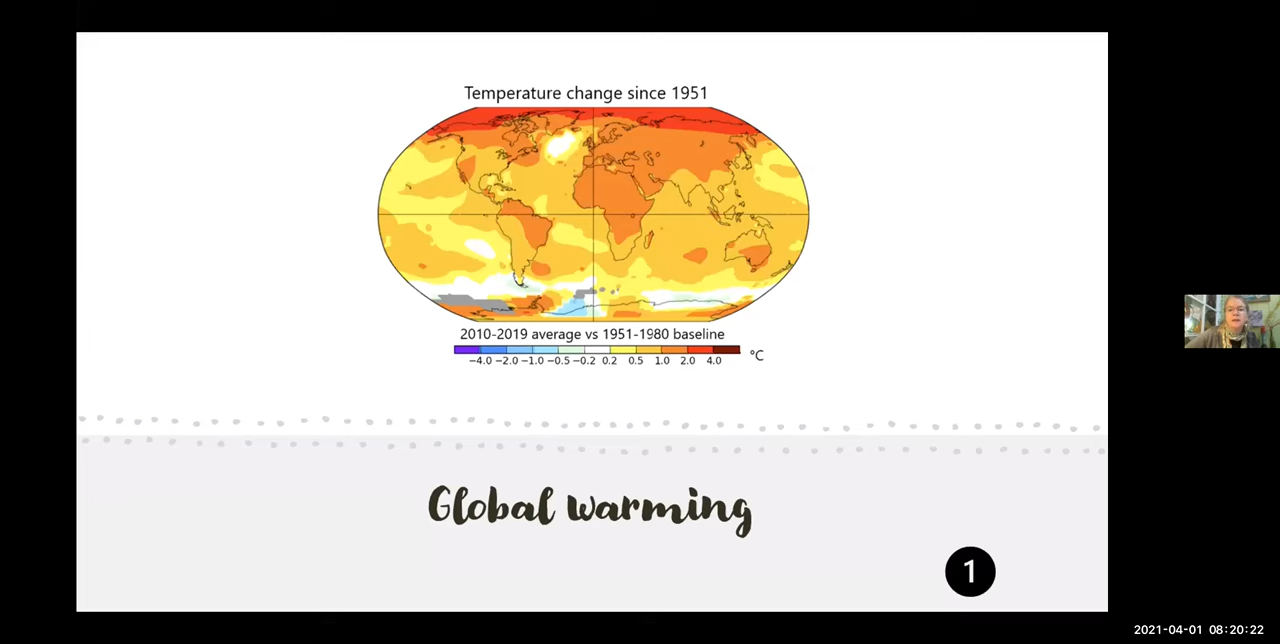 Temperature change since 1951
2010-2019 average vs 1951-1980 baseline
-4.0 -2.0 -1.0 -0.5 -0.2 0.2 0.5 1.0 2.0 4.0 °C
Global warming
1
2021-04-01 08:20:22